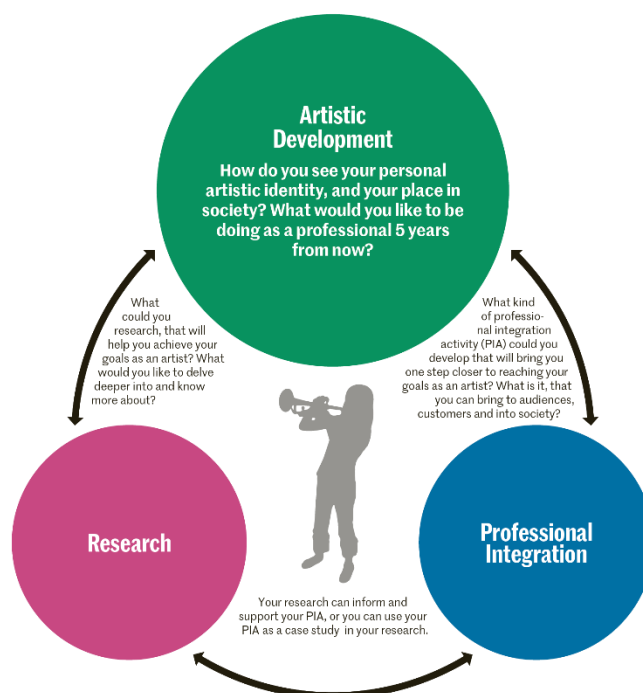 Artistic
Development
How do you see your personal
artistic identity, and your place in
society? What would you like to be
doing as a professional 5 years
from now?
What
could you
research, that will
help you achieve your
goals as an artist? What
would you like to delve
deeper into and know
more about?
What kind
of professio-
nal integration
activity (PIA) could you
develop that will bring you
one step closer to reaching your
goals as an artist? What is it, that
you can bring to audiences,
customers and into society?
Research
Professional
Integration
Your research can inform and
support your PIA, or you can use your
PIA as a case study in your research.